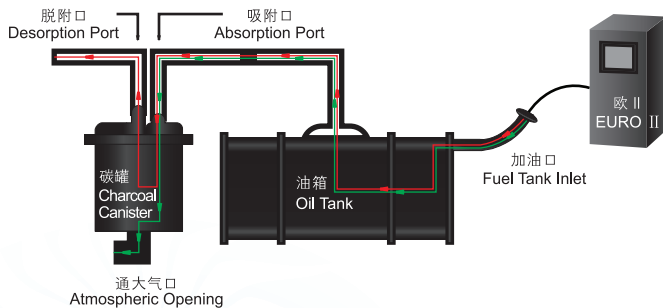 脱附口
Desorption Port
吸附口
Absorption Port
欧 II
EURO II
碳罐
Charcoal
Canister
油箱
Oil Tank
加油口
Fuel Tank Inlet
通大气口
Atmospheric Opening